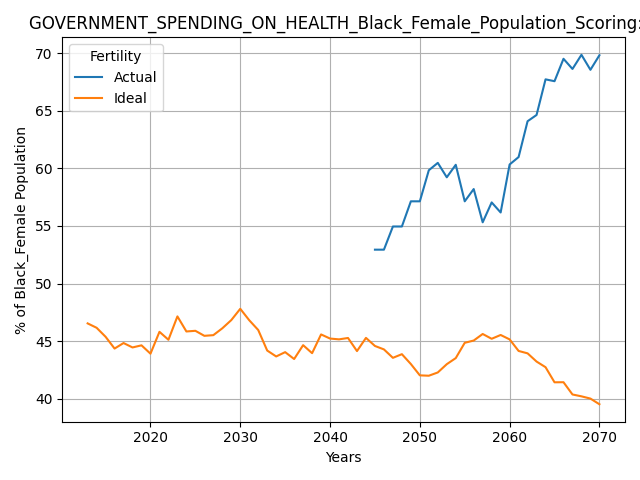 GOVERNMENT_SPENDING_ON_HEALTH_Black_Female_Population_Scoring:
Fertility
Actual
Ideal
% of Black_Female Population
70
65
60
55
50
45
40
2020 2030 2040 2050 2060 2070
Years